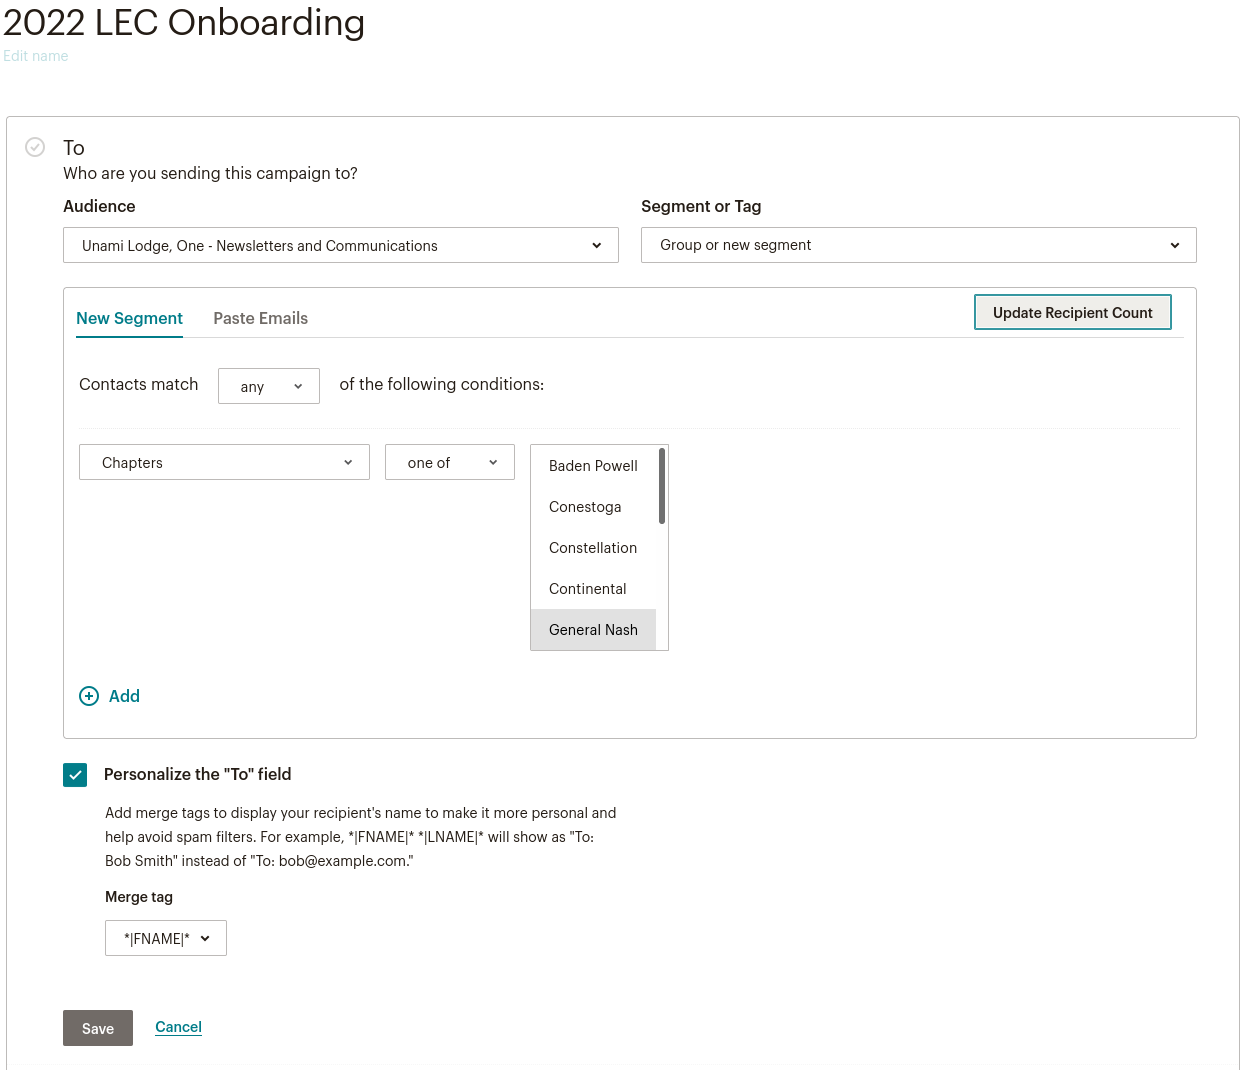 2022 LEC Onboarding
Edit name
To
Who are you sending this campaign to?
Audience
Segment or Tag
Unami Lodge, One - Newsletters and Communications
Group or new segment
New Segment
Paste Emails
Update Recipient Count
Contacts match
any
of the following conditions:
Chapters
one of
Baden Powell
Conestoga
Constellation
Continental
General Nash
Add
Personalize the "To" field
Add merge tags to display your recipient's name to make it more personal and
help avoid spam filters. For example, *|FNAME|* *|LNAME|* will show as "To:
Bob Smith" instead of "To: bob@example.com."
Merge tag
*|FNAME|*
Save
Cancel